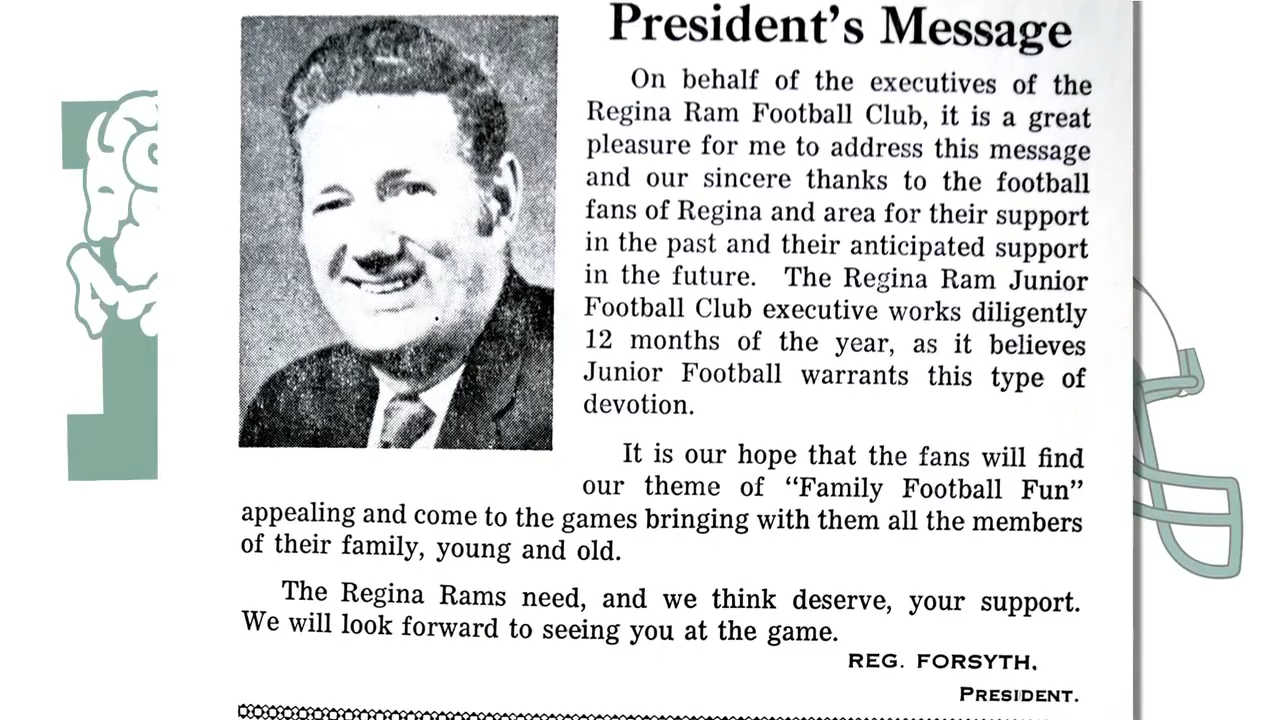 President's Message
On behalf of the executives of the
Regina Ram Football Club, it is a great
pleasure for me to address this message
and our sincere thanks to the football
fans of Regina and area for their support
in the past and their anticipated support
in the future. The Regina Ram Junior
Football Club executive works diligently
12 months of the year, as it believes
Junior Football warrants this type of
devotion.
It is our hope that the fans will find
our theme of “Family Football Fun”
appealing and come to the games bringing with them all the members
of their family, young and old.
The Regina Rams need, and we think deserve, your support.
We will look forward to seeing you at the game.
REG. FORSYTH,
PRESIDENT.